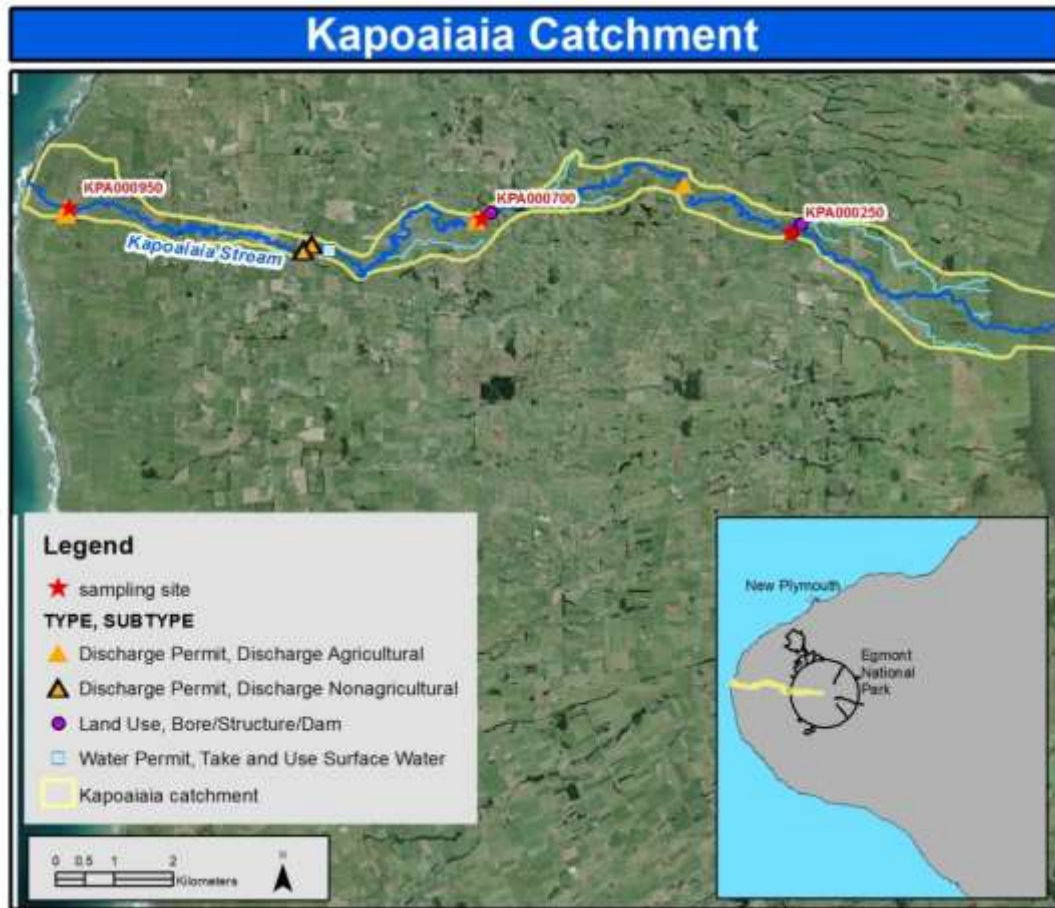 Kapoaiaia Catchment
KPA000950
KPA000700
KPA000250
Kapoaiaia Stroam
Legend
sampling site
TYPE, SUBTYPE
Discharge Permit, Discharge Agricultural
Discharge Permit, Discharge Nonagricultural
Land Use, Bore/Structure/Dam
Water Permit, Take and Use Surface Water
Kapoaiaia catchment
0 0.5 1 2
Kilometers
N
New Plymouth
Egmont
National
Park